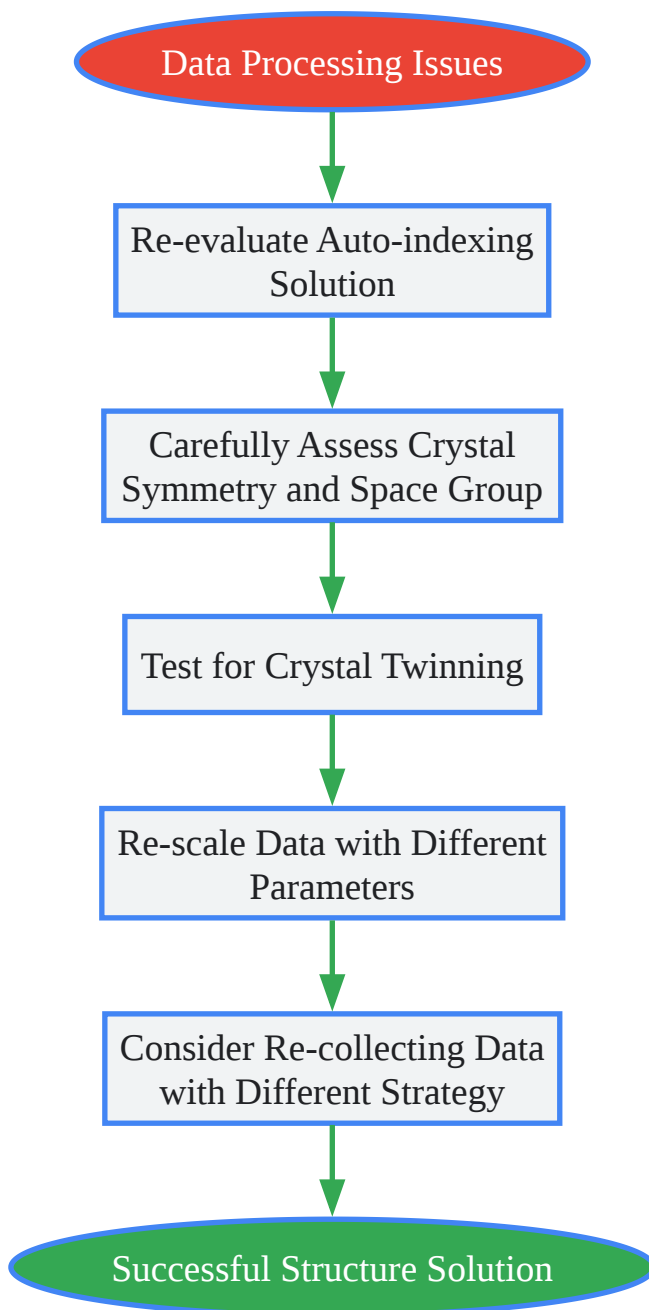 Data Processing Issues
Re-evaluate Auto-indexing
Solution
Carefully Assess Crystal
Symmetry and Space Group
Test for Crystal Twinning
Re-scale Data with Different
Parameters
Consider Re-collecting Data
with Different Strategy
Successful Structure Solution